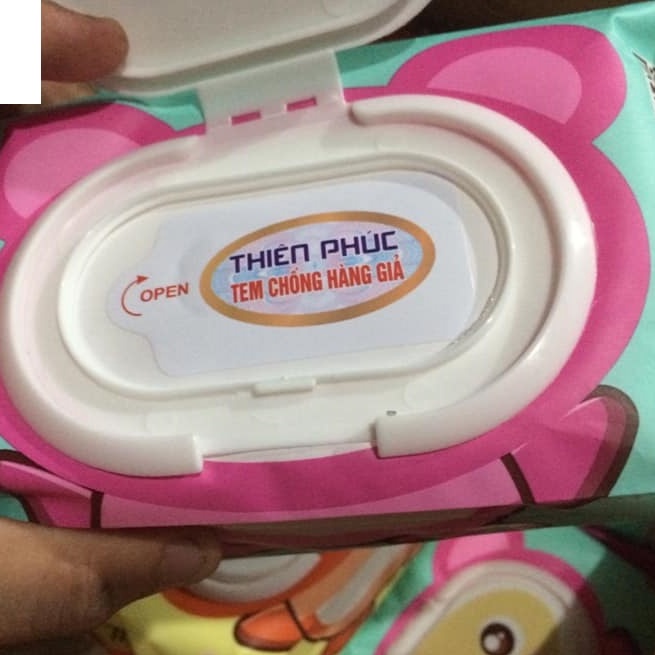 THIÊN PHÚC
TEM CHỐNG HÀNG GIẢ
OPEN